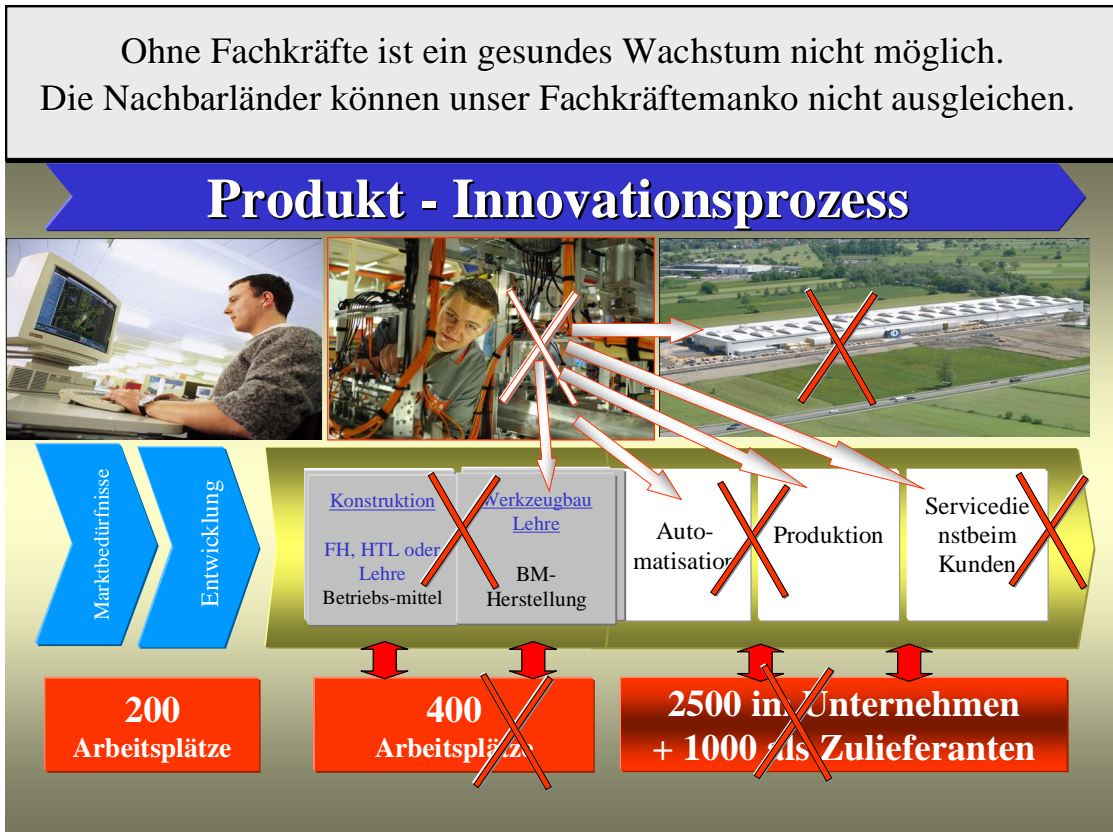 Ohne Fachkräfte ist ein gesundes Wachstum nicht möglich.
Die Nachbarländer können unser Fachkräftemanko nicht ausgleichen.
Produkt - Innovationsprozess
Marktbedürfnisse
Entwicklung
Konstruktion
FH, HTL oder
Lehre
Betriebs-mittel
Werkzeugbau
Lehre
BM-
Herstellung
Auto-
matisation
Produktion
Servicedie
nstbeim
Kunden
200
Arbeitsplätze
400
Arbeitsplätze
2500 im Unternehmen
+ 1000 als Zulieferanten